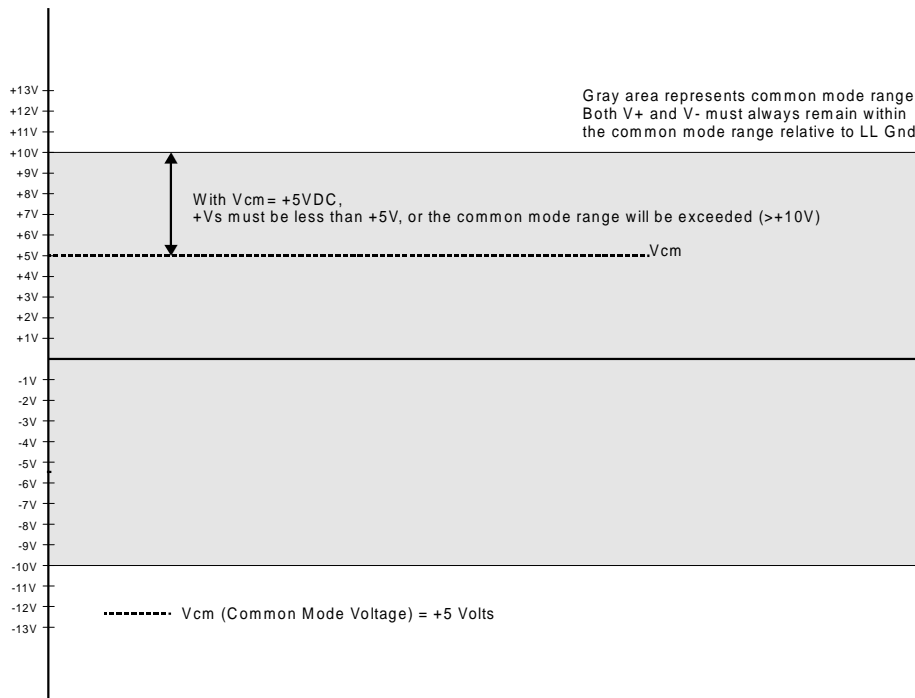 +13V
+12V
+11V
+10V
+9V
+8V
+7V
+6V
+5V
+4V
+3V
+2V
+1V
-1V
-2V
-3V
-4V
-5V
-6V
-7V
-8V
-9V
-10V
-11V
-12V
-13V
Gray area represents common mode range
Both V+ and V- must always remain within
the common mode range relative to LL Gnd
With Vcm= +5VDC,
+Vs must be less than +5V, or the common mode range will be exceeded (>+10V)
Vcm
Vcm (Common Mode Voltage) = +5 Volts